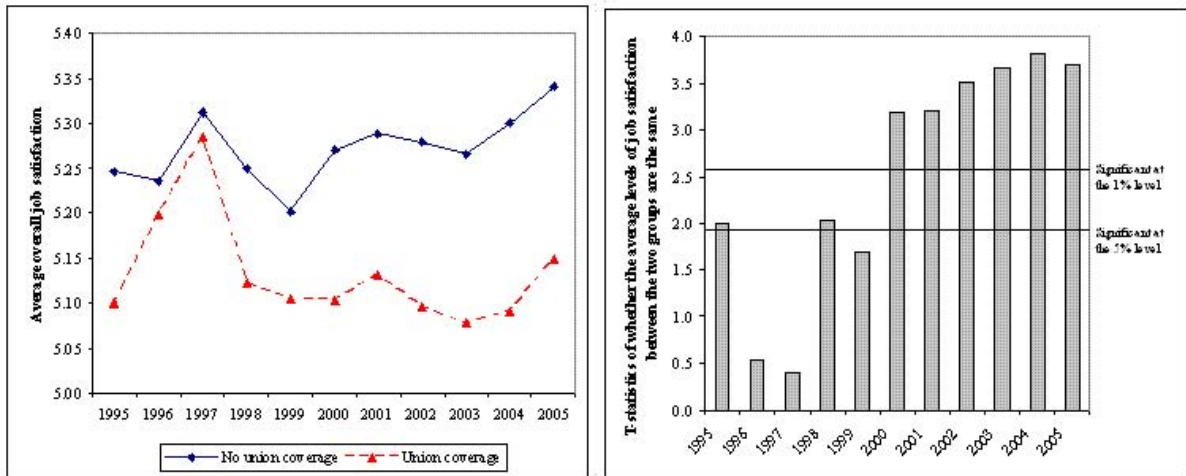 Average overall job satisfaction
5.40
5.35
5.30
5.25
5.20
5.15
5.10
5.05
5.00
1995 1996 1997 1998 1999 2000 2001 2002 2003 2004 2005
No union coverage Union coverage
T-statistics of whether the average levels of job satisfaction
between the two groups are the same
4.0
3.5
3.0
2.5
2.0
1.5
1.0
0.5
0.0
Significant at
the 1% level
Significant at
the 5% level
1995 1996 1997 1998 1999 2000 2001 2002 2003 2004 2005